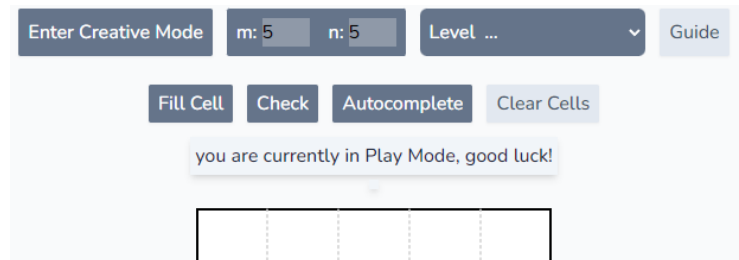 Enter Creative Mode m: 5 n: 5 Level ... Guide
Fill Cell Check Autocomplete Clear Cells
you are currently in Play Mode, good luck!